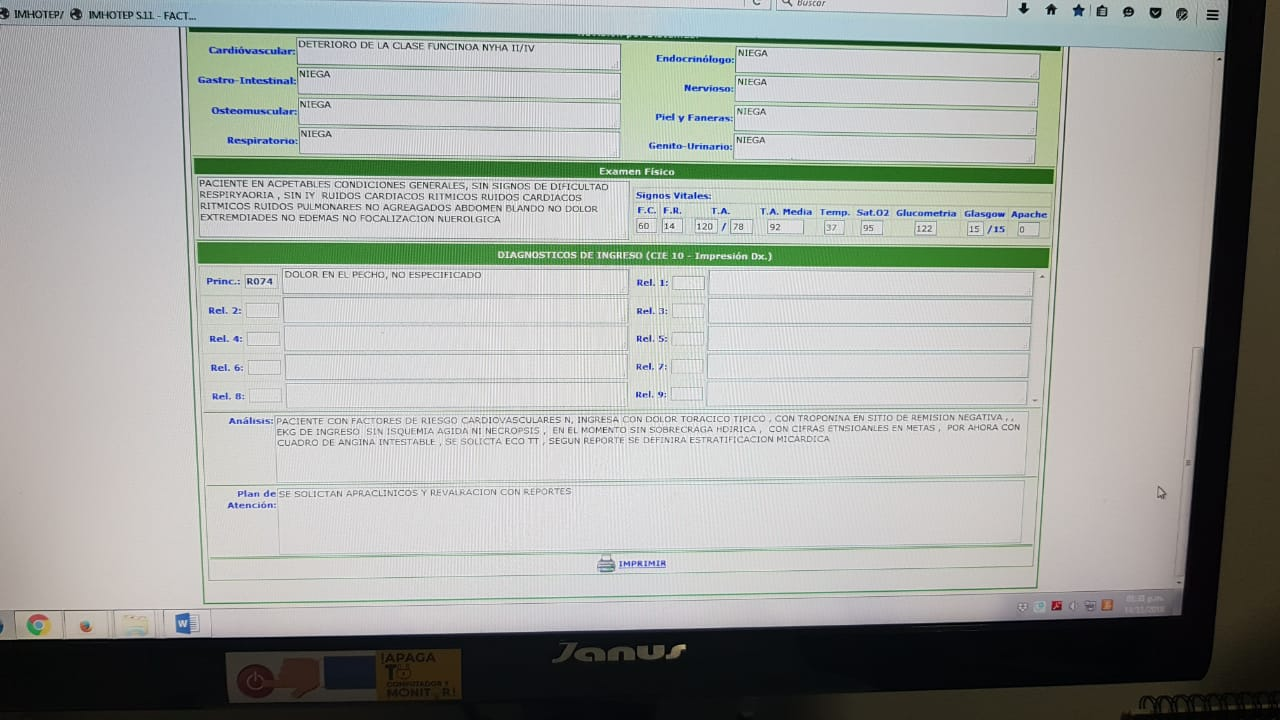 IMHOTEP/ IMHOTEP S.I.I. - FACT...
Buscar
Cardióvascular: DETERIORO DE LA CLASE FUNCINOA NYHA II/IV
Endocrinólogo: NIEGA
Gastro-Intestinal: NIEGA
Nervioso: NIEGA
Osteomuscular: NIEGA
Piel y Faneras: NIEGA
Respiratorio: NIEGA
Genito-Urinario: NIEGA
Examen Físico
PACIENTE EN ACPETABLES CONDICIONES GENERALES, SIN SIGNOS DE DIFICULTAD
RESPIRYAORIA , SIN IY RUIDOS CARDIACOS RITMICOS RUIDOS CARDIACOS
RITMICOS RUIDOS PULMONARES NO AGREAGADOS ABDOMEN BLANDO NO DOLOR
EXTREMDIADES NO EDEMAS NO FOCALIZACION NUEROLGICA
Signos Vitales:
F.C. F.R. T.A. T.A. Media Temp. Sat.O2 Glucometria Glasgow Apache
60 14 120 / 78 92 37 95 122 15 /15 0
DIAGNOSTICOS DE INGRESO (CIE 10 - Impresión Dx.)
Princ.: R074 DOLOR EN EL PECHO, NO ESPECIFICADO
Rel. 1:
Rel. 2:
Rel. 3:
Rel. 4:
Rel. 5:
Rel. 6:
Rel. 7:
Rel. 8:
Rel. 9:
Análisis: PACIENTE CON FACTORES DE RIESGO CARDIOVASCULARES N, INGRESA CON DOLOR TORACICO TIPICO , CON TROPONINA EN SITIO DE REMISION NEGATIVA , ,
EKG DE INGRESO SIN ISQUEMIA AGIDA NI NECROPSIS , EN EL MOMENTO SIN SOBRECRAGA HDIRICA , CON CIFRAS ETNSIOANLES EN METAS , POR AHORA CON
CUADRO DE ANGINA INTESTABLE , SE SOLICTA ECO TT , SEGUN REPORTE SE DEFINIRA ESTRATIFICACION MICARDICA
Plan de Atención: SE SOLICTAN APRACLINICOS Y REVALRACION CON REPORTES
IMPRIMIR
Janus
!APAGA
TU
COMPUTADOR Y
MONITOR!